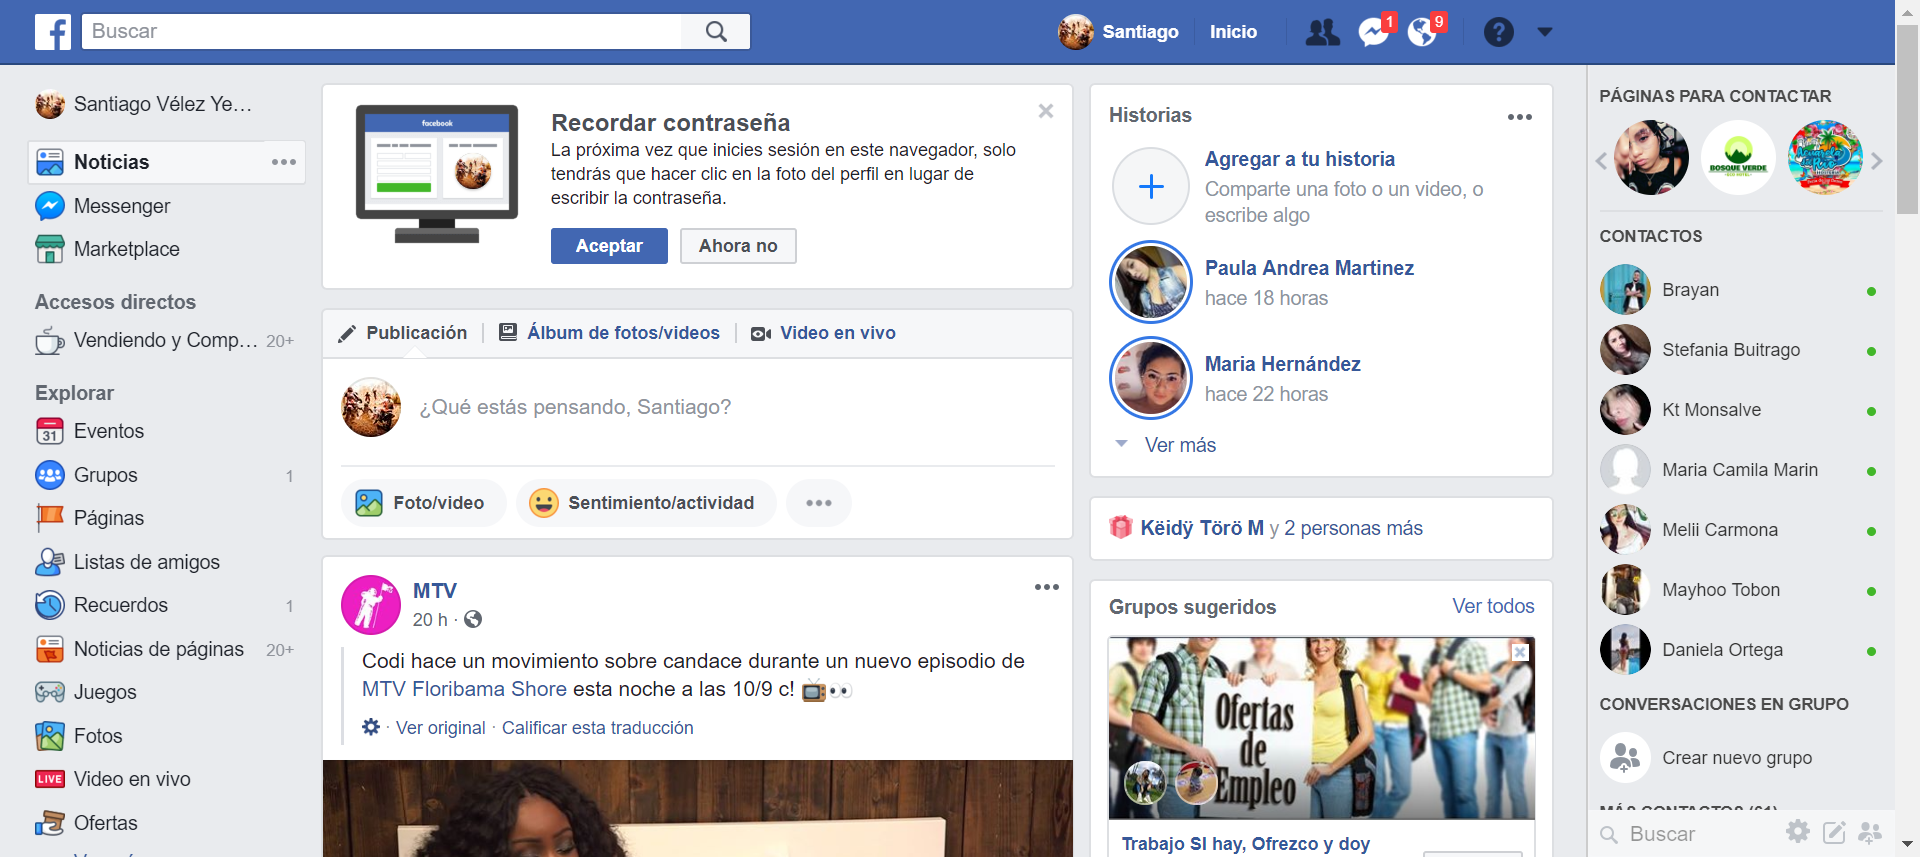 Buscar
Santiago
Inicio
1
9
Santiago Vélez Ye...
Noticias
Messenger
Marketplace
Accesos directos
Vendiendo y Comp... 20+
Explorar
31
Eventos
Grupos 1
Páginas
Listas de amigos
Recuerdos 1
Noticias de páginas 20+
Juegos
Fotos
LIVE
Video en vivo
Ofertas
facebook
Recordar contraseña
La próxima vez que inicies sesión en este navegador, solo
tendrás que hacer clic en la foto del perfil en lugar de
escribir la contraseña.
Aceptar
Ahora no
Publicación
Álbum de fotos/videos
Video en vivo
¿Qué estás pensando, Santiago?
Foto/video
Sentimiento/actividad
MTV
20 h ·
Codi hace un movimiento sobre candace durante un nuevo episodio de
MTV Floribama Shore esta noche a las 10/9 c! 📺👀
· Ver original · Calificar esta traducción
Historias
Agregar a tu historia
Comparte una foto o un video, o
escribe algo
Paula Andrea Martinez
hace 18 horas
Maria Hernández
hace 22 horas
Ver más
Këidÿ Törö M y 2 personas más
Grupos sugeridos
Ver todos
Ofertas
de
Empleo
Trabajo SI hay, Ofrezco y doy
PÁGINAS PARA CONTACTAR
BOSQUE VERDE
CONTACTOS
Brayan
Stefania Buitrago
Kt Monsalve
Maria Camila Marin
Melii Carmona
Mayhoo Tobon
Daniela Ortega
CONVERSACIONES EN GRUPO
Crear nuevo grupo
MÁS CONTACTOS (61)
Buscar